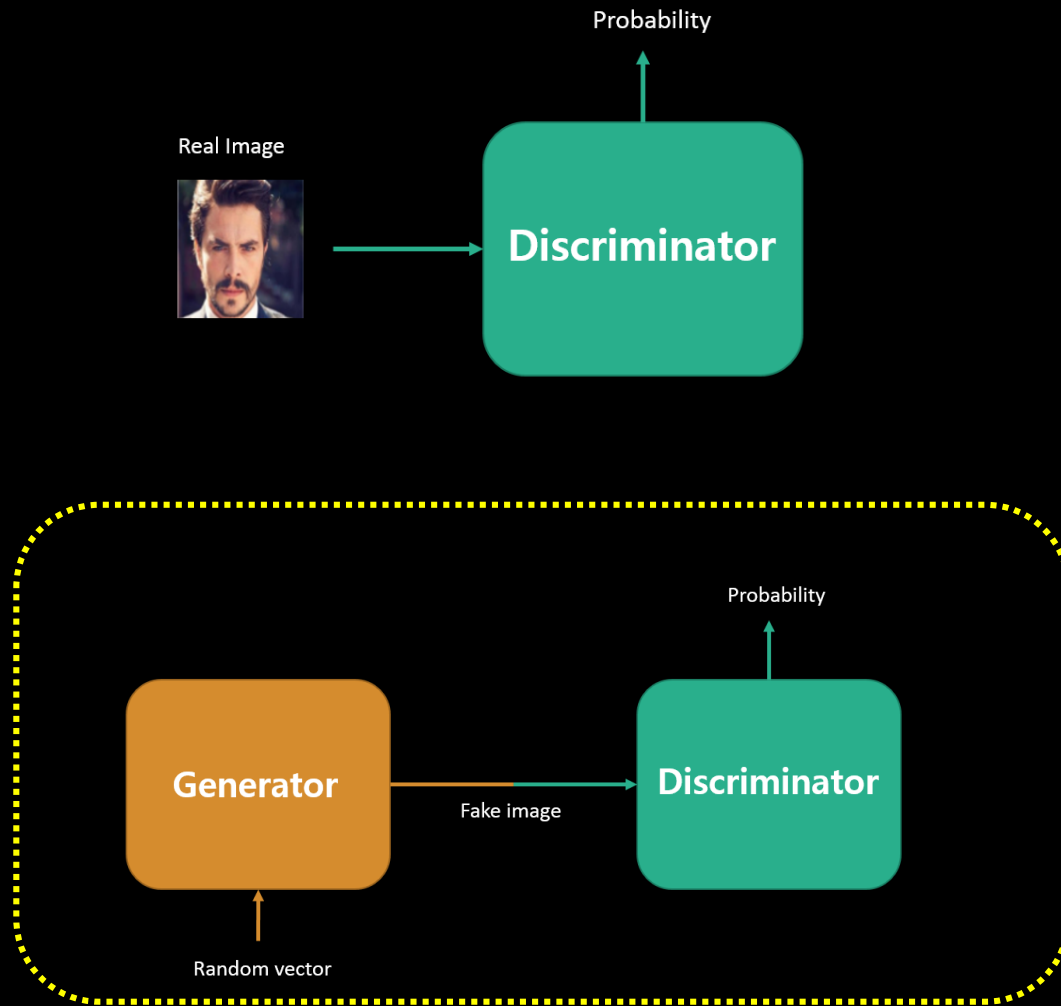 Probability
Real Image
Discriminator
Probability
Generator
Discriminator
Fake image
Random vector